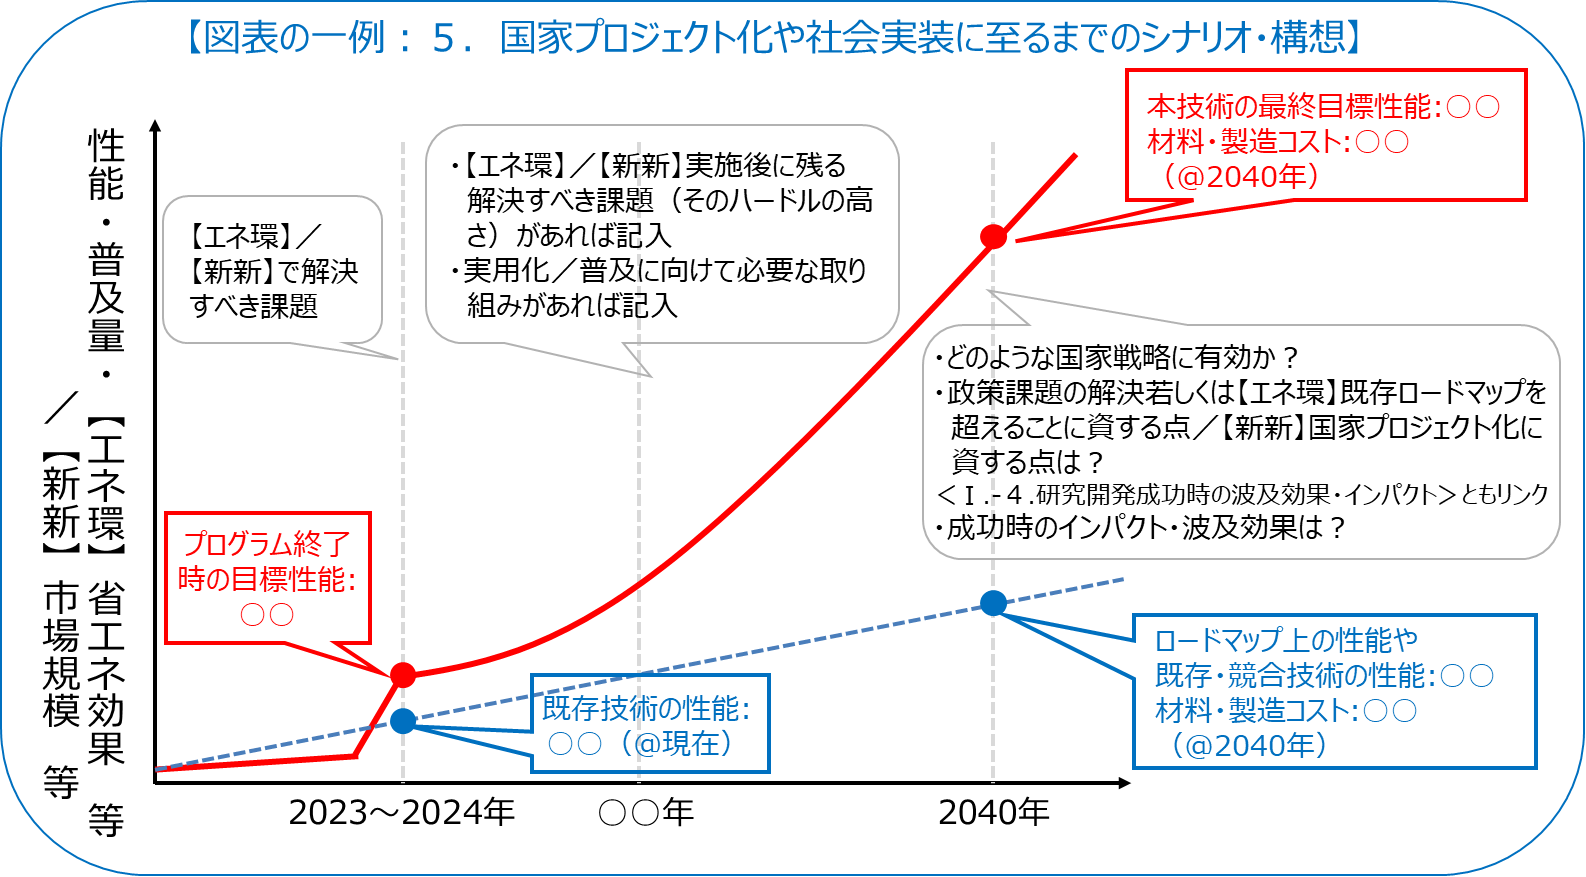 【図表の一例：５．国家プロジェクト化や社会実装に至るまでのシナリオ・構想】
性能・普及量・【エネ環】省エネ効果　等
／【新新】市場規模　等
【エネ環】／
【新新】で解決
すべき課題
・【エネ環】／【新新】実施後に残る
解決すべき課題（そのハードルの高
さ）があれば記入
・実用化／普及に向けて必要な取り
組みがあれば記入
本技術の最終目標性能：○○
材料・製造コスト：○○
（@2040年）
・どのような国家戦略に有効か？
・政策課題の解決若しくは【エネ環】既存ロードマップを
超えることに資する点／【新新】国家プロジェクト化に
資する点は？
＜Ⅰ.-４.研究開発成功時の波及効果・インパクト＞ともリンク
・成功時のインパクト・波及効果は？
プログラム終了
時の目標性能：
○○
既存技術の性能：
○○（@現在）
ロードマップ上の性能や
既存・競合技術の性能：○○
材料・製造コスト：○○
（@2040年）
2023～2024年
○○年
2040年